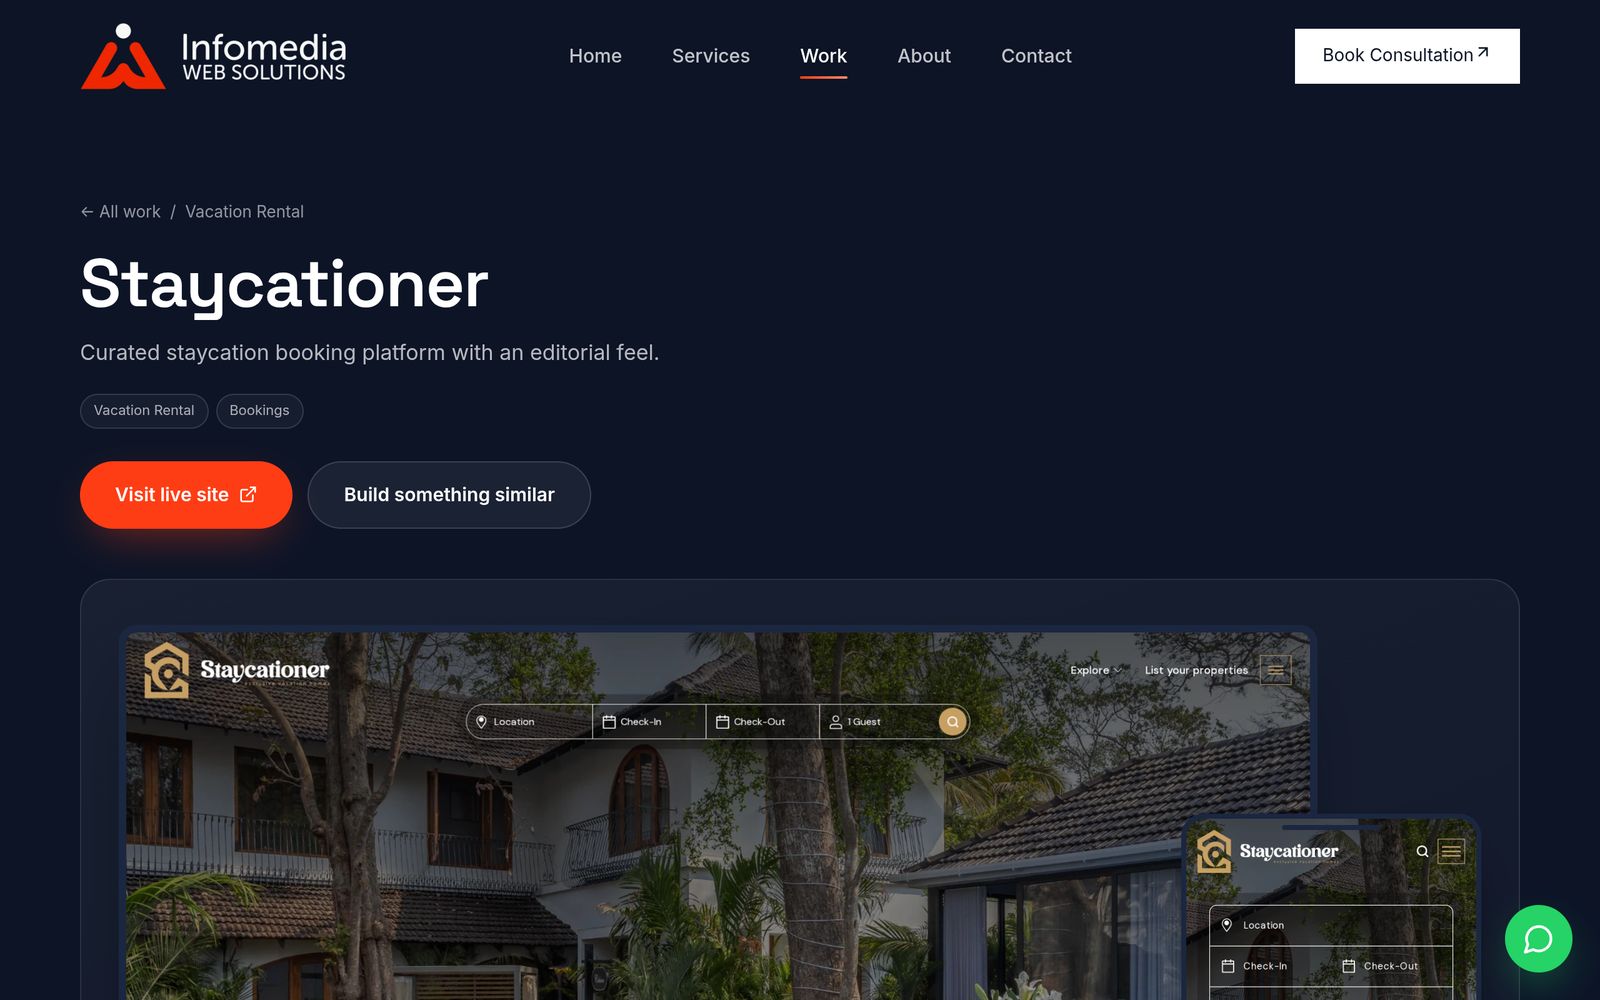 Infomedia
WEB SOLUTIONS
Home
Services
Work
About
Contact
Book Consultation
← All work / Vacation Rental
Staycationer
Curated staycation booking platform with an editorial feel.
Vacation Rental
Bookings
Visit live site
Build something similar
Staycationer
Explore
List your properties
Location
Check-In
Check-Out
1 Guest
Staycationer
Location
Check-In
Check-Out